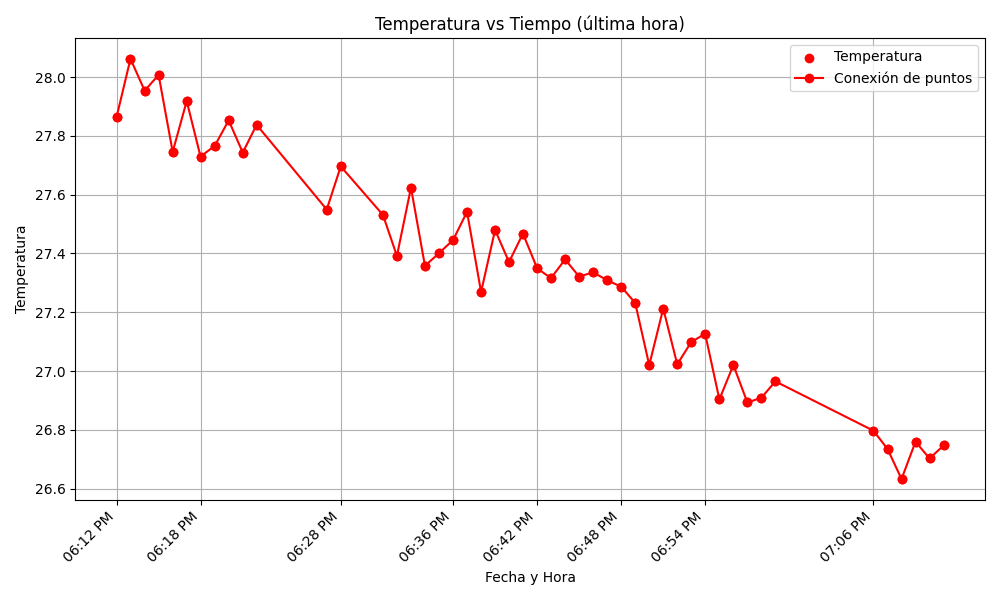 Temperatura vs Tiempo (última hora)
Temperatura
Conexión de puntos
28.0
27.8
27.6
27.4
27.2
27.0
26.8
26.6
Temperatura
06:12 PM
06:18 PM
06:28 PM
06:36 PM
06:42 PM
06:48 PM
06:54 PM
07:06 PM
Fecha y Hora